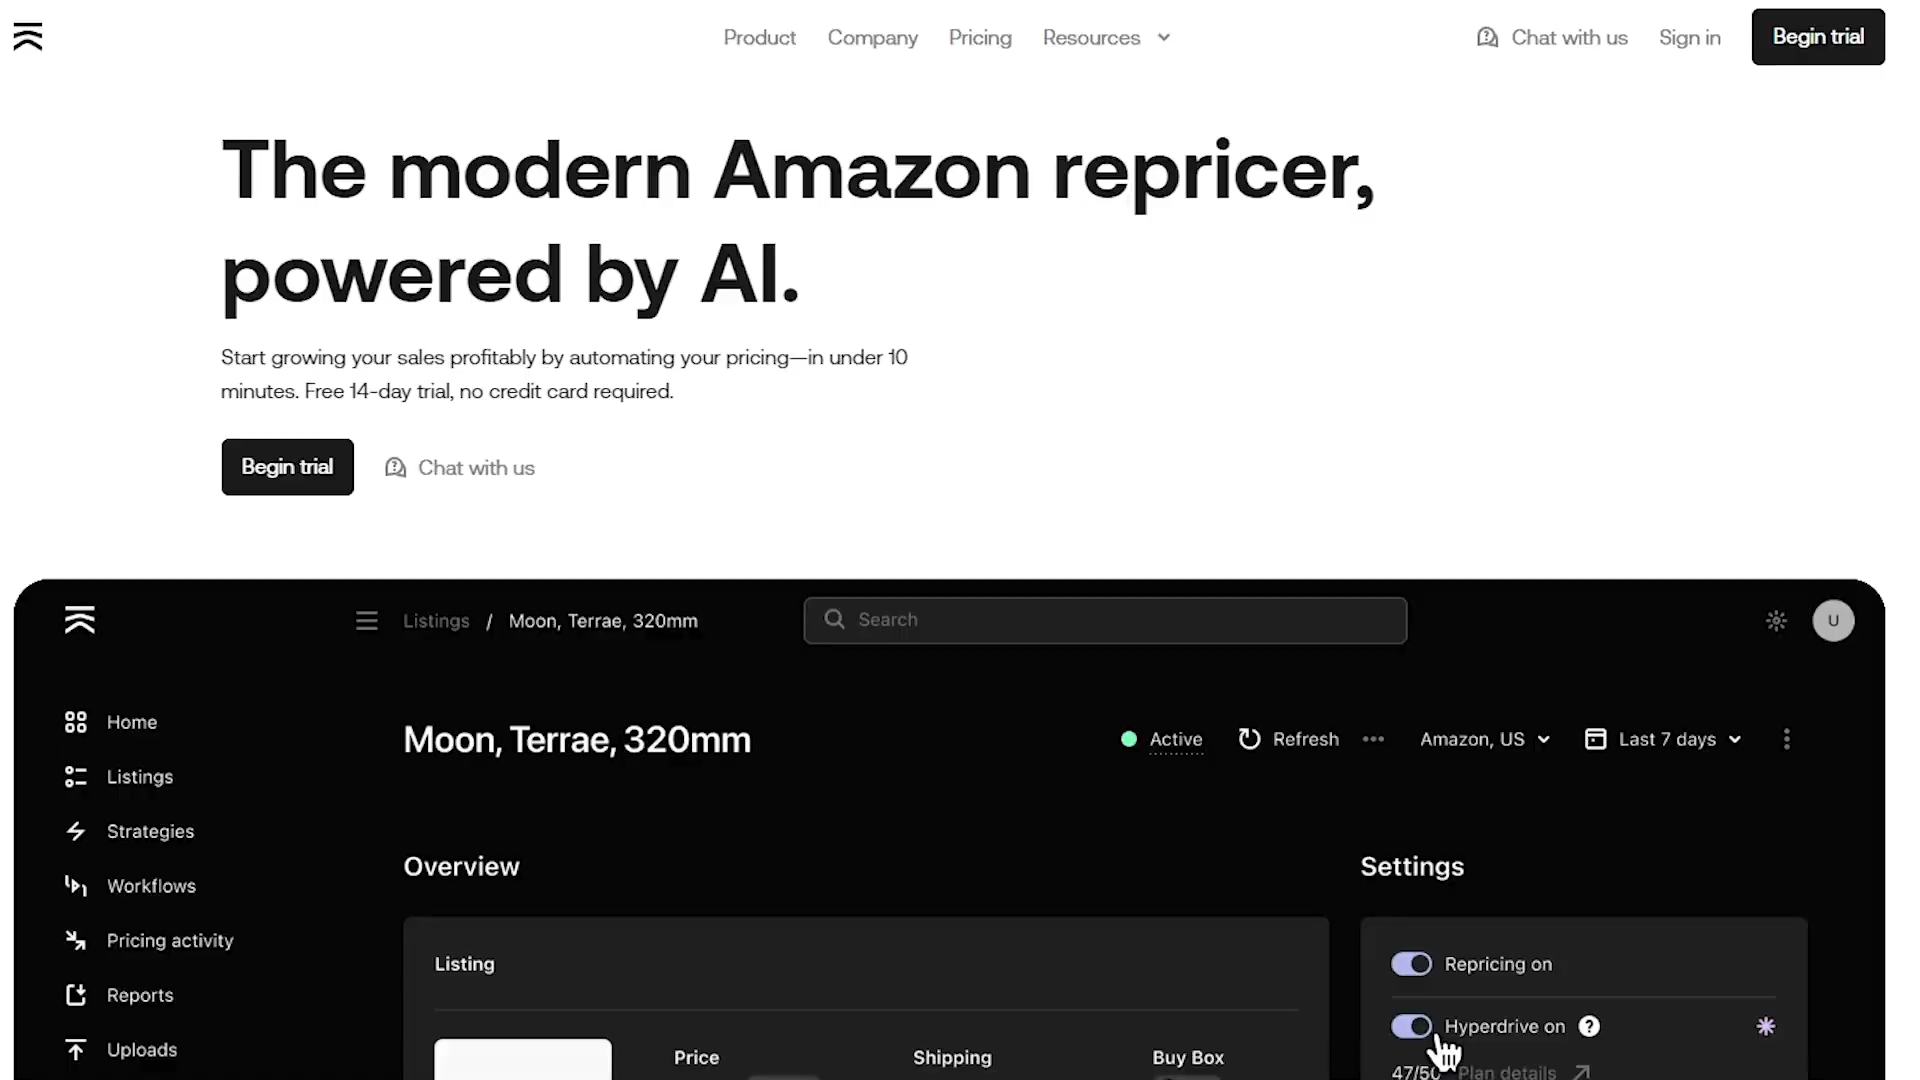 Product Company Pricing Resources Chat with us Sign in Begin trial
The modern Amazon repricer,
powered by AI.
Start growing your sales profitably by automating your pricing—in under 10
minutes. Free 14-day trial, no credit card required.
Begin trial Chat with us
Listings / Moon, Terrae, 320mm Search U
Home
Listings
Strategies
Workflows
Pricing activity
Reports
Uploads
Moon, Terrae, 320mm Active Refresh Amazon, US Last 7 days
Overview
Listing
Price Shipping Buy Box
Settings
Repricing on
Hyperdrive on ?
47/50 Plan details